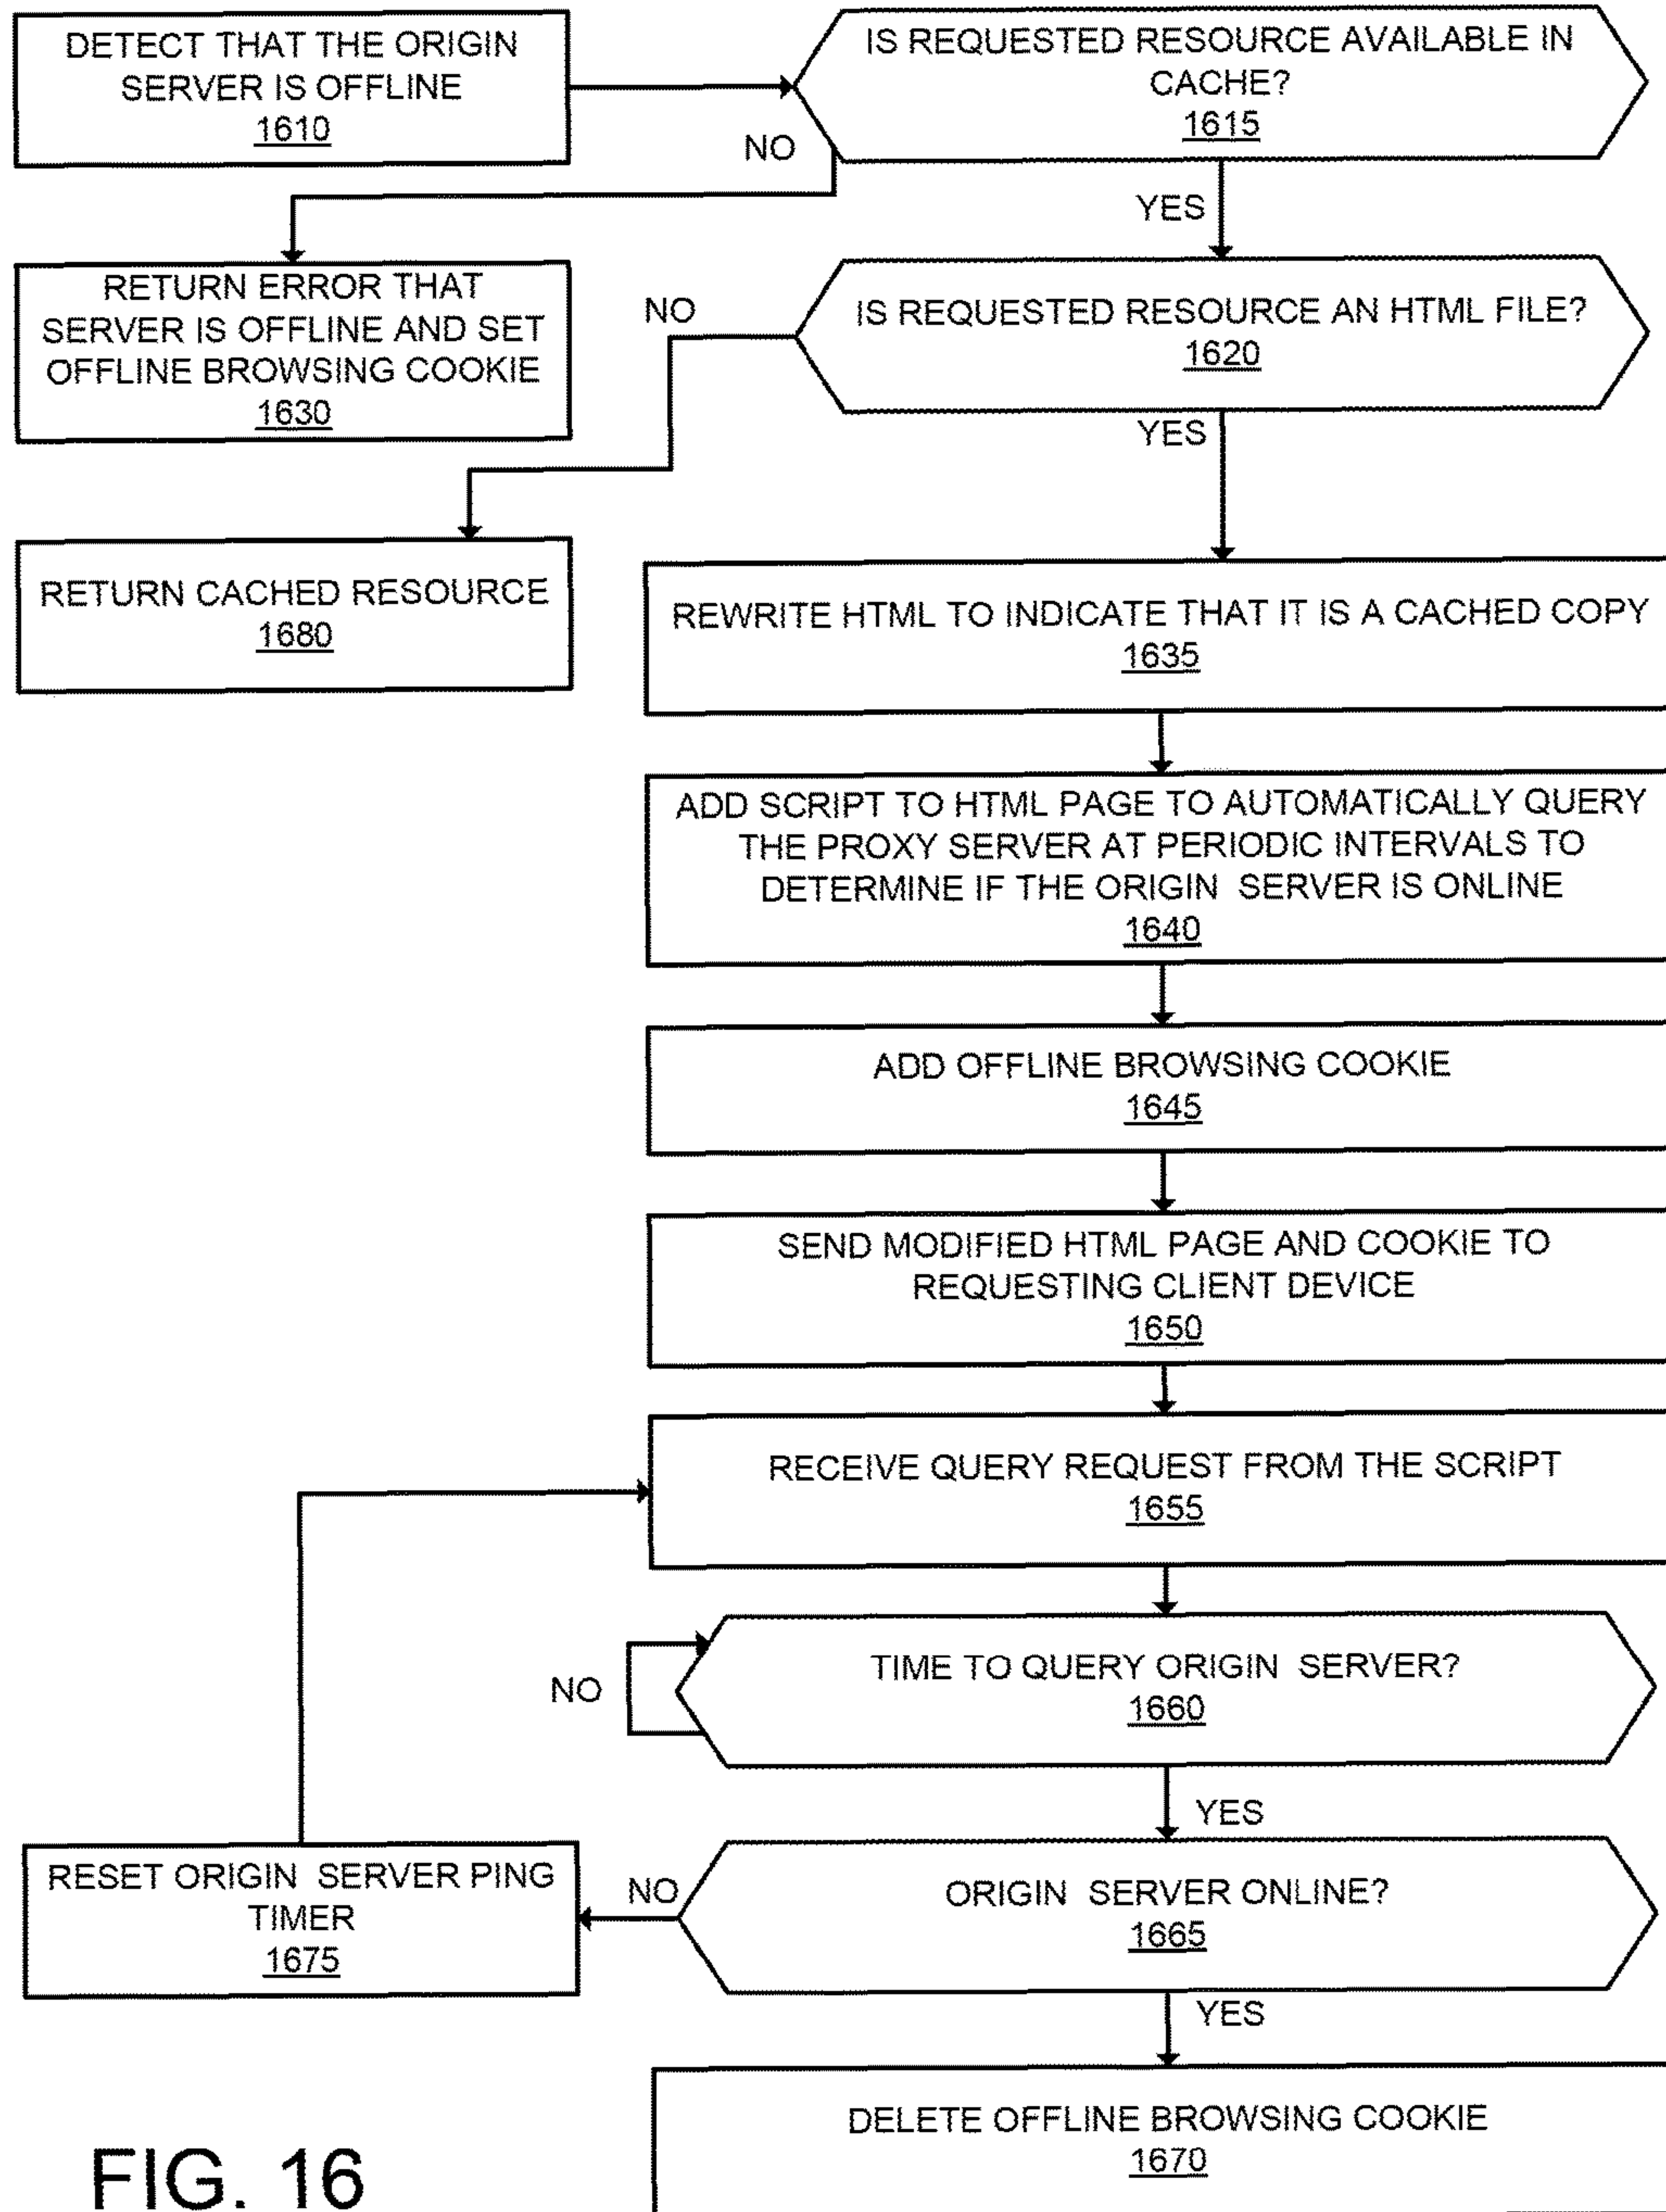 DETECT THAT THE ORIGIN
SERVER IS OFFLINE
1610
IS REQUESTED RESOURCE AVAILABLE IN
CACHE?
1615
NO
YES
RETURN ERROR THAT
SERVER IS OFFLINE AND SET
OFFLINE BROWSING COOKIE
1630
NO
IS REQUESTED RESOURCE AN HTML FILE?
1620
YES
RETURN CACHED RESOURCE
1680
REWRITE HTML TO INDICATE THAT IT IS A CACHED COPY
1635
ADD SCRIPT TO HTML PAGE TO AUTOMATICALLY QUERY
THE PROXY SERVER AT PERIODIC INTERVALS TO
DETERMINE IF THE ORIGIN SERVER IS ONLINE
1640
ADD OFFLINE BROWSING COOKIE
1645
SEND MODIFIED HTML PAGE AND COOKIE TO
REQUESTING CLIENT DEVICE
1650
RECEIVE QUERY REQUEST FROM THE SCRIPT
1655
TIME TO QUERY ORIGIN SERVER?
1660
NO
YES
RESET ORIGIN SERVER PING
TIMER
1675
NO
ORIGIN SERVER ONLINE?
1665
YES
DELETE OFFLINE BROWSING COOKIE
1670
FIG. 16